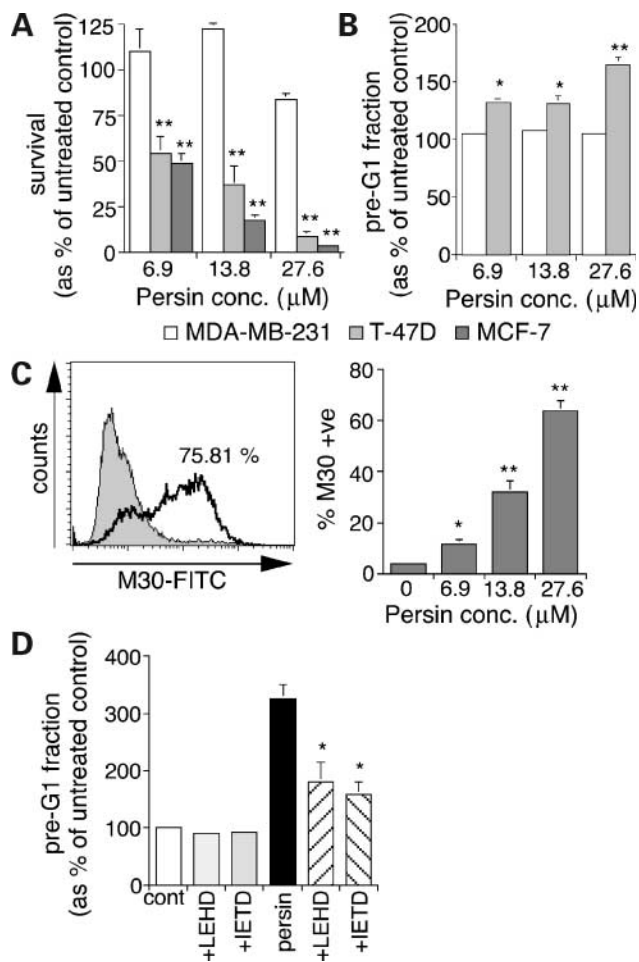 A
survival
(as % of untreated control)
125
100
75
50
25
0
**
**
**
**
**
**
6.9 13.8 27.6
Persin conc. (μM)
B
pre-G1 fraction
(as % of untreated control)
200
150
100
50
0
*
*
**
6.9 13.8 27.6
Persin conc. (μM)
MDA-MB-231 T-47D MCF-7
C
counts
75.81 %
M30-FITC
% M30 +ve
80
60
40
20
0
*
**
**
0 6.9 13.8 27.6
Persin conc. (μM)
D
pre-G1 fraction
(as % of untreated control)
400
300
200
100
0
*
*
cont
+LEHD
+IETD
persin
+LEHD
+IETD